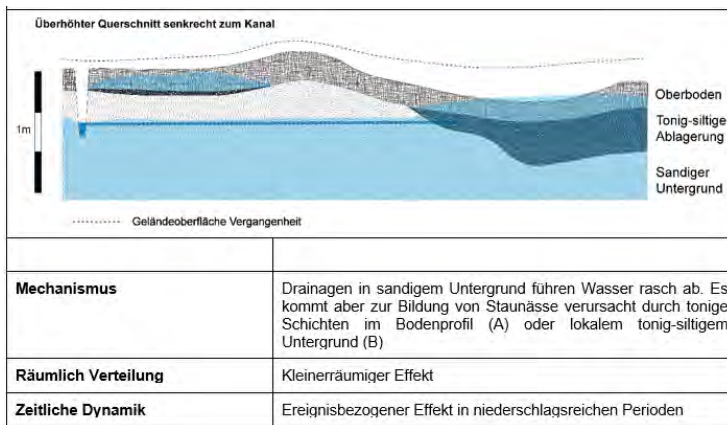 Überhöhter Querschnitt senkrecht zum Kanal
1m
Oberboden
Tonig-siltige
Ablagerung
Sandiger
Untergrund
Geländeoberfläche Vergangenheit
Mechanismus
Drainagen in sandigem Untergrund führen Wasser rasch ab. Es
kommt aber zur Bildung von Staunässe verursacht durch tonige
Schichten im Bodenprofil (A) oder lokalem tonig-siltigem
Untergrund (B)
Räumlich Verteilung
Kleinerräumiger Effekt
Zeitliche Dynamik
Ereignisbezogener Effekt in niederschlagsreichen Perioden